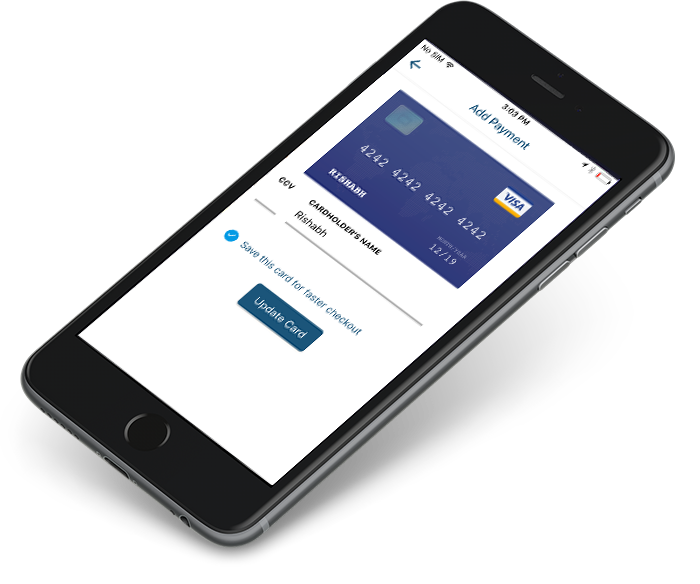 No SIM
3:03 PM
Add Payment
4242 4242 4242 4242
VISA
MONTH/YEAR
RISHABH
12/19
CCV
CARDHOLDER'S NAME
Rishabh
Save this card for faster checkout
Update Card